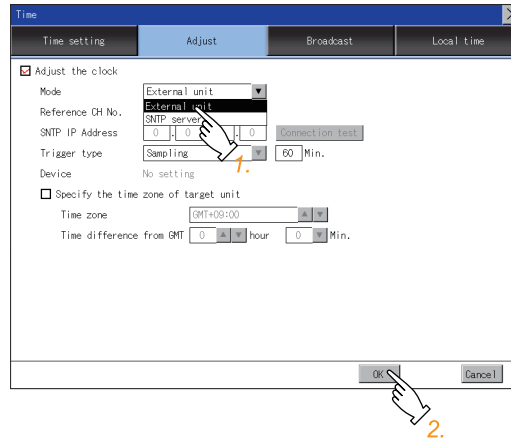 Time
Time setting Adjust Broadcast Local time
Adjust the clock
Mode External unit
External unit
Reference CH No.
SNTP server
SNTP IP Address 0 . 0 . 0 Connection test
1.
Trigger type Sampling 60 Min.
Device No setting
Specify the time zone of target unit
Time zone GMT+09:00
Time difference from GMT 0 hour 0 Min.
OK Cancel
2.